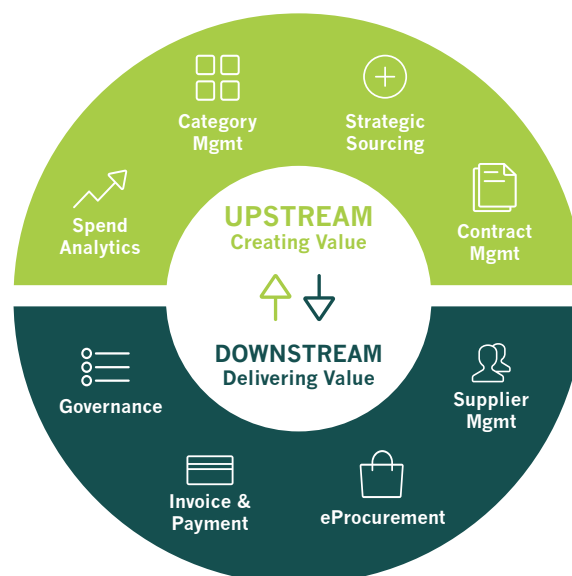 Category
Mgmt
Strategic
Sourcing
Spend
Analytics
UPSTREAM
Creating Value
Contract
Mgmt
DOWNSTREAM
Delivering Value
Governance
Supplier
Mgmt
Invoice &
Payment
eProcurement